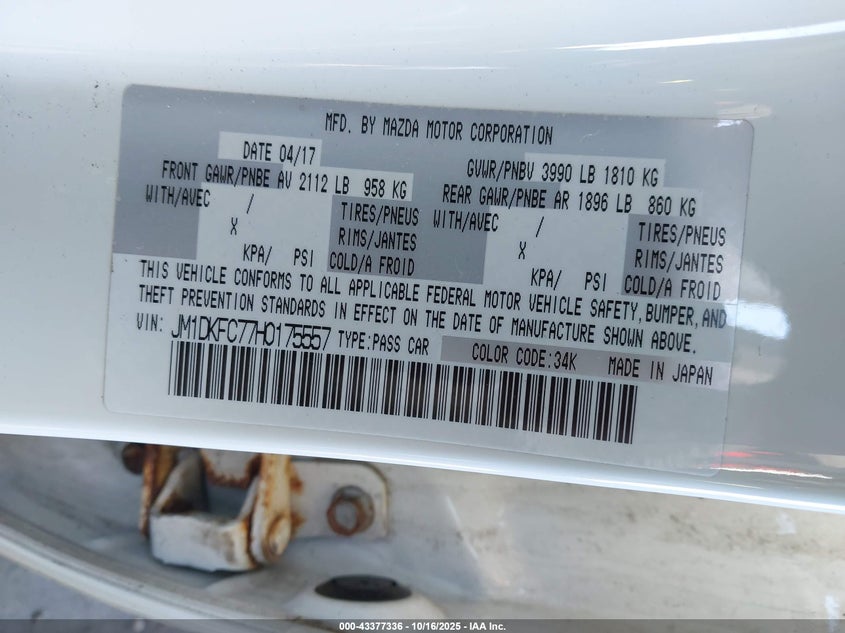 MFD. BY MAZDA MOTOR CORPORATION
DATE 04/17 GVWR/PNBV 3990 LB 1810 KG
FRONT GAWR/PNBE AV 2112 LB 958 KG REAR GAWR/PNBE AR 1896 LB 860 KG
WITH/AVEC / TIRES/PNEUS WITH/AVEC / TIRES/PNEUS
X RIMS/JANTES X RIMS/JANTES
KPA/ PSI COLD/A FROID KPA/ PSI COLD/A FROID
THIS VEHICLE CONFORMS TO ALL APPLICABLE FEDERAL MOTOR VEHICLE SAFETY, BUMPER, AND
THEFT PREVENTION STANDARDS IN EFFECT ON THE DATE OF MANUFACTURE SHOWN ABOVE.
VIN: JM1DKFC77H0175557 TYPE:PASS CAR COLOR CODE:34K MADE IN JAPAN
000-43377336 - 10/16/2025 - IAA Inc.